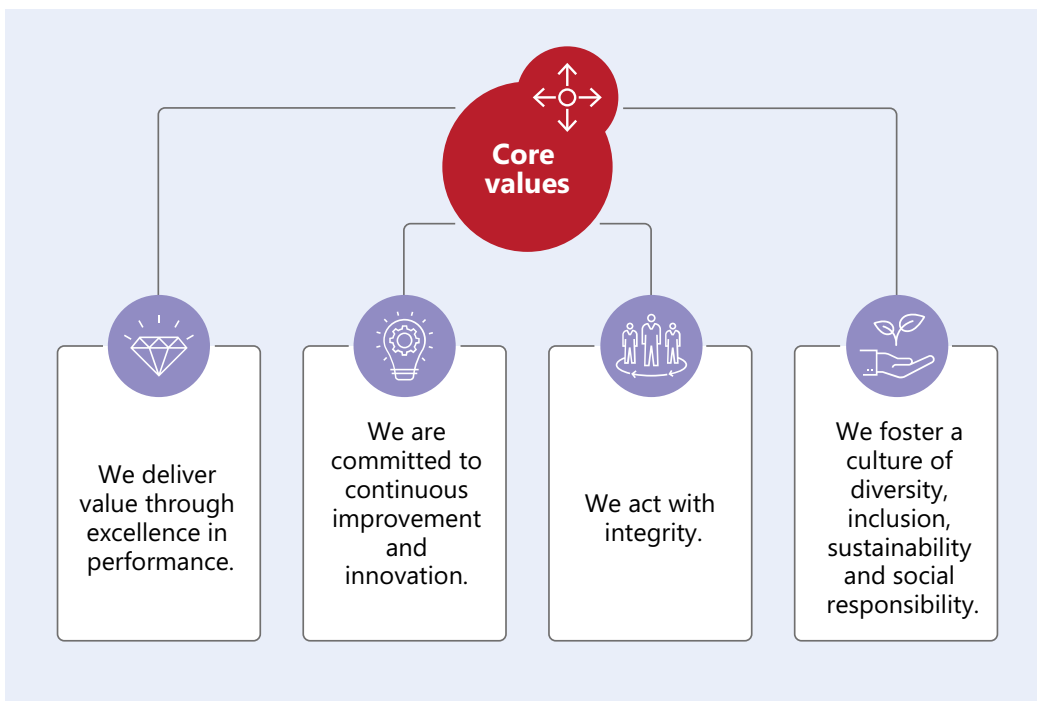 Core
values
We deliver
value through
excellence in
performance.
We are
committed to
continuous
improvement
and
innovation.
We act with
integrity.
We foster a
culture of
diversity,
inclusion,
sustainability
and social
responsibility.